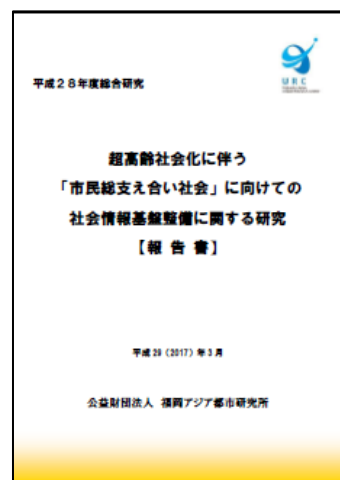 平成２８年度総合研究
URC
超高齢社会化に伴う
「市民総支え合い社会」に向けての
社会情報基盤整備に関する研究
【報 告 書】
平成 29（2017）年 3 月
公益財団法人 福岡アジア都市研究所